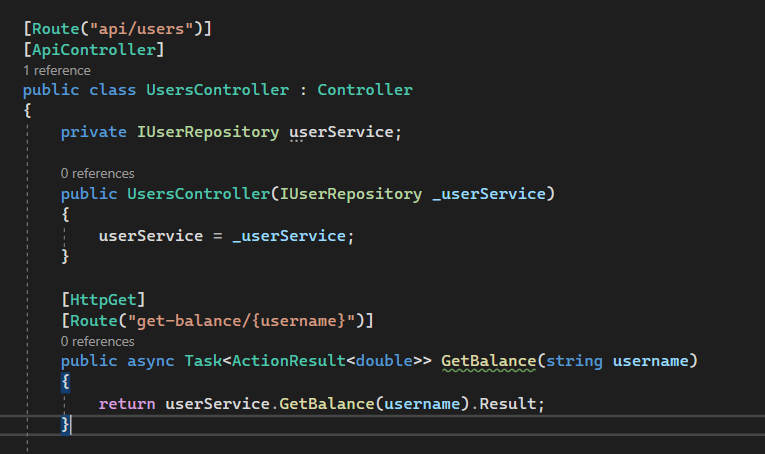 [Route("api/users")]
[ApiController]
1 reference
public class UsersController : Controller
{
private IUserRepository userService;
0 references
public UsersController(IUserRepository _userService)
{
userService = _userService;
}
[HttpGet]
[Route("get-balance/{username}")]
0 references
public async Task<ActionResult<double>> GetBalance(string username)
{
return userService.GetBalance(username).Result;
}